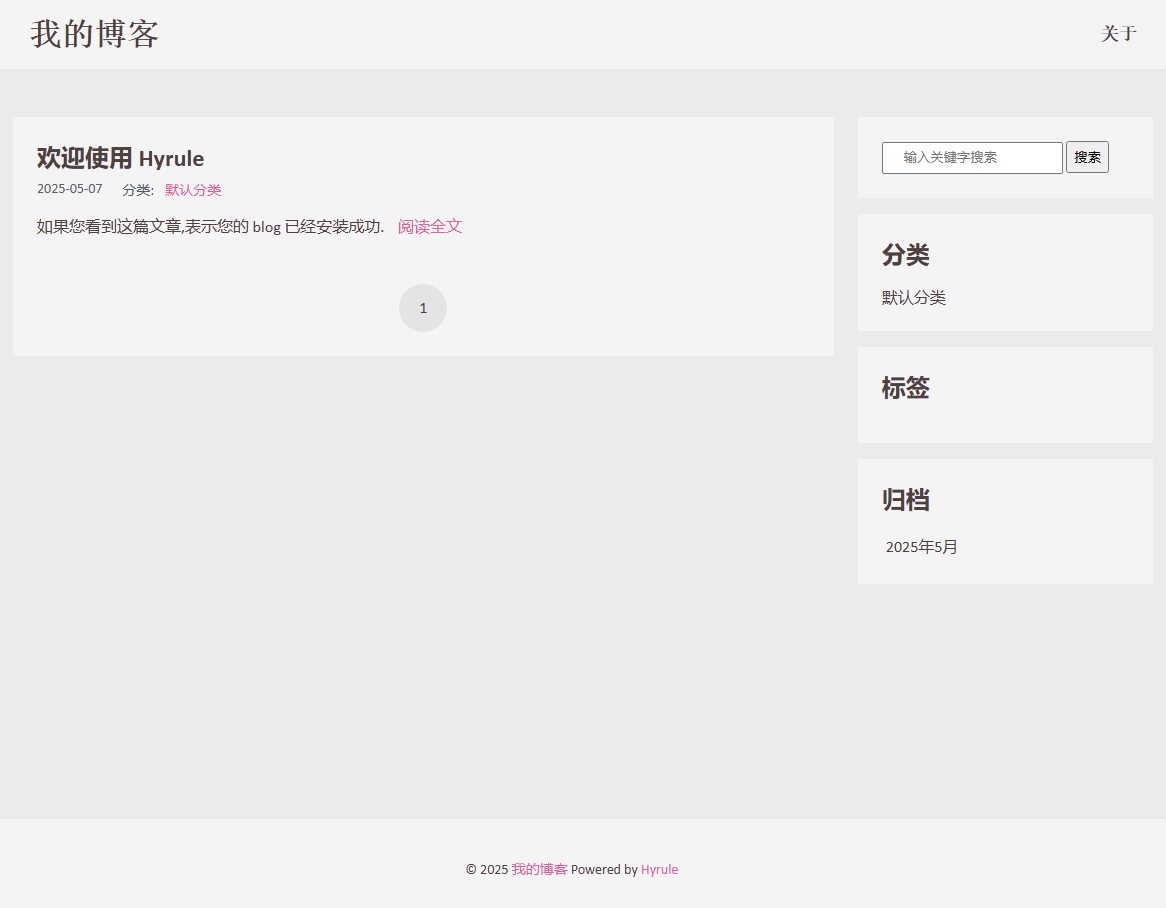 我的博客
关于
欢迎使用 Hyrule
2025-05-07 分类: 默认分类
如果您看到这篇文章,表示您的 blog 已经安装成功. 阅读全文
1
输入关键字搜索 搜索
分类
默认分类
标签
归档
2025年5月
© 2025 我的博客 Powered by Hyrule